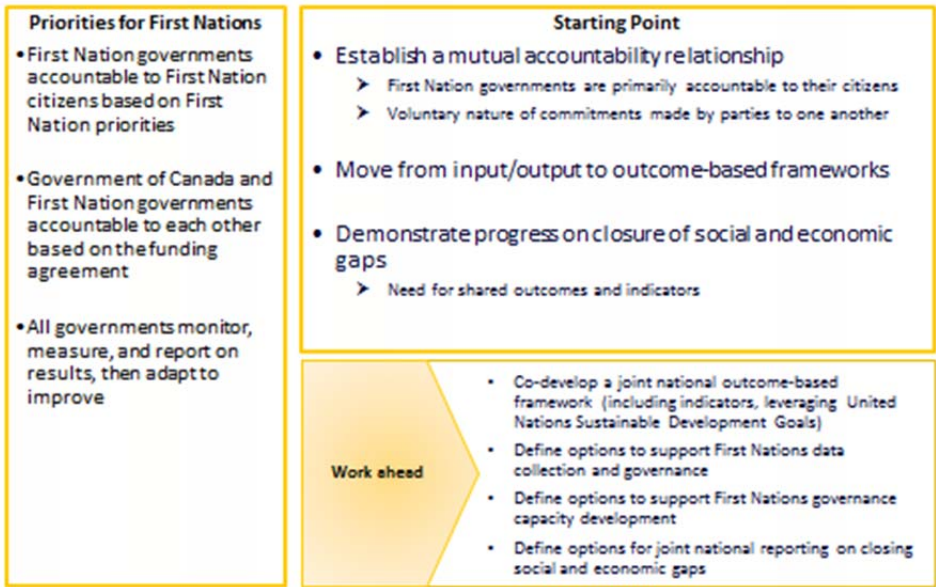 Priorities for First Nations
•First Nation governments
accountable to First Nation
citizens based on First
Nation priorities
•Government of Canada and
First Nation governments
accountable to each other
based on the funding
agreement
•All governments monitor,
measure, and report on
results, then adapt to
improve
Starting Point
• Establish a mutual accountability relationship
➤ First Nation governments are primarily accountable to their citizens
➤ Voluntary nature of commitments made by parties to one another
• Move from input/output to outcome-based frameworks
• Demonstrate progress on closure of social and economic
gaps
➤ Need for shared outcomes and indicators
Work ahead
• Co-develop a joint national outcome-based
framework (including indicators, leveraging United
Nations Sustainable Development Goals)
• Define options to support First Nations data
collection and governance
• Define options to support First Nations governance
capacity development
• Define options for joint national reporting on closing
social and economic gaps